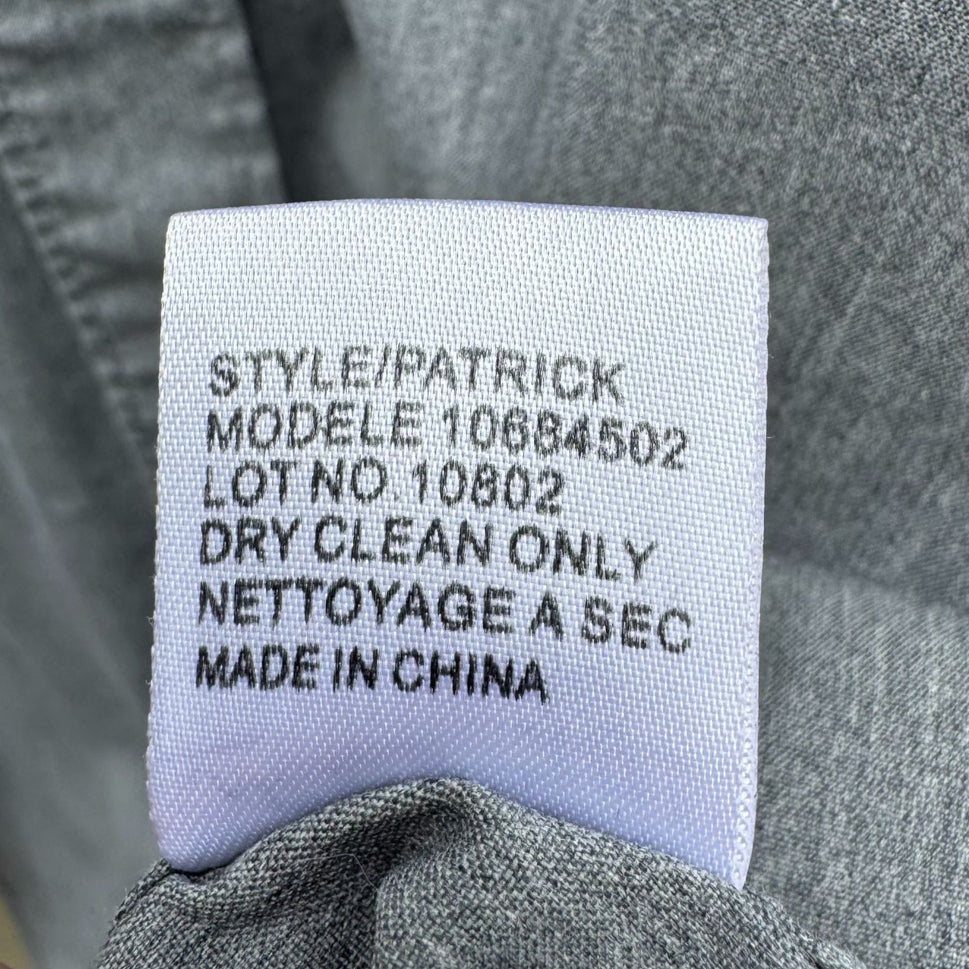 STYLE/PATRICK
MODELE 10684502
LOT NO. 10802
DRY CLEAN ONLY
NETTOYAGE A SEC
MADE IN CHINA